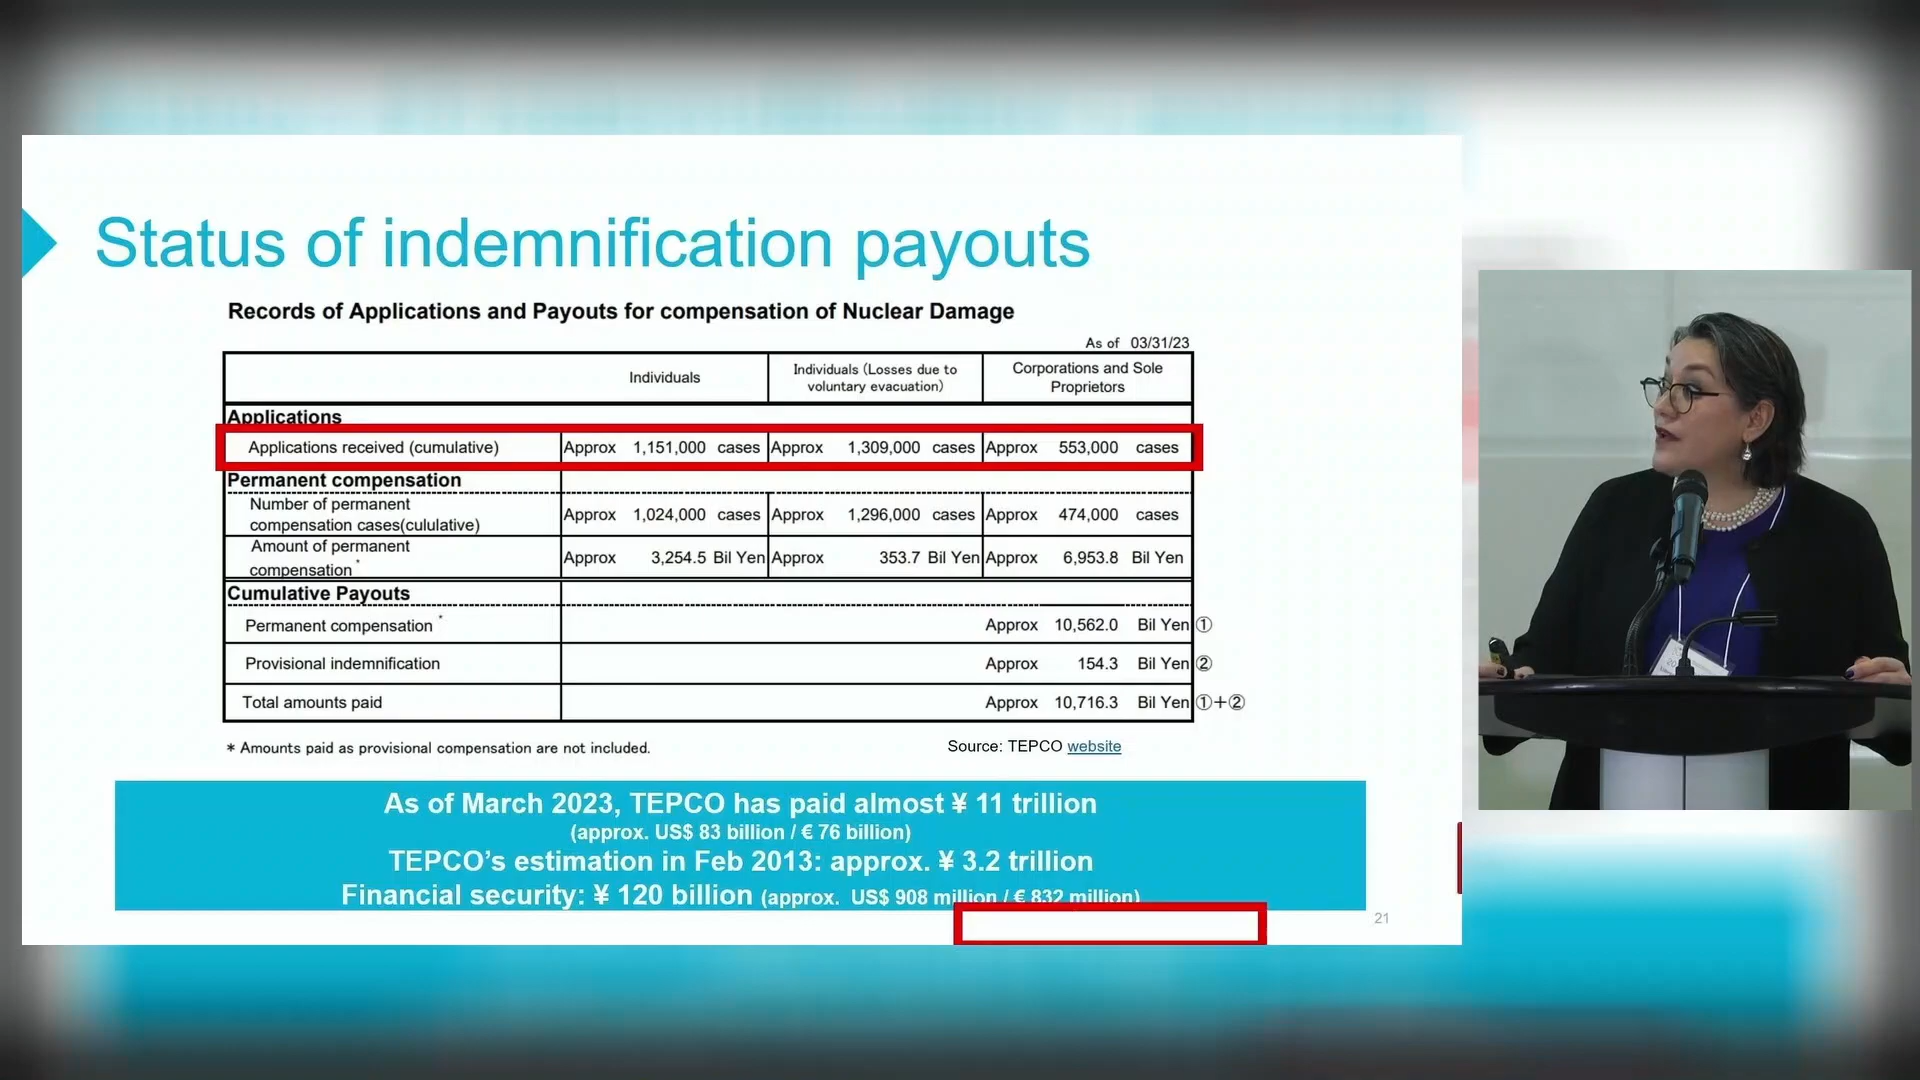 Status of indemnification payouts
Records of Applications and Payouts for compensation of Nuclear Damage
As of 03/31/23
Individuals
Individuals (Losses due to
voluntary evacuation)
Corporations and Sole
Proprietors
Applications
Applications received (cumulative) Approx 1,151,000 cases Approx 1,309,000 cases Approx 553,000 cases
Permanent compensation
Number of permanent
compensation cases(cululative) Approx 1,024,000 cases Approx 1,296,000 cases Approx 474,000 cases
Amount of permanent
compensation * Approx 3,254.5 Bil Yen Approx 353.7 Bil Yen Approx 6,953.8 Bil Yen
Cumulative Payouts
Permanent compensation * Approx 10,562.0 Bil Yen ①
Provisional indemnification Approx 154.3 Bil Yen ②
Total amounts paid Approx 10,716.3 Bil Yen ①+②
* Amounts paid as provisional compensation are not included.
Source: TEPCO website
As of March 2023, TEPCO has paid almost ¥ 11 trillion
(approx. US$ 83 billion / € 76 billion)
TEPCO's estimation in Feb 2013: approx. ¥ 3.2 trillion
Financial security: ¥ 120 billion (approx. US$ 908 million / € 832 million)
21